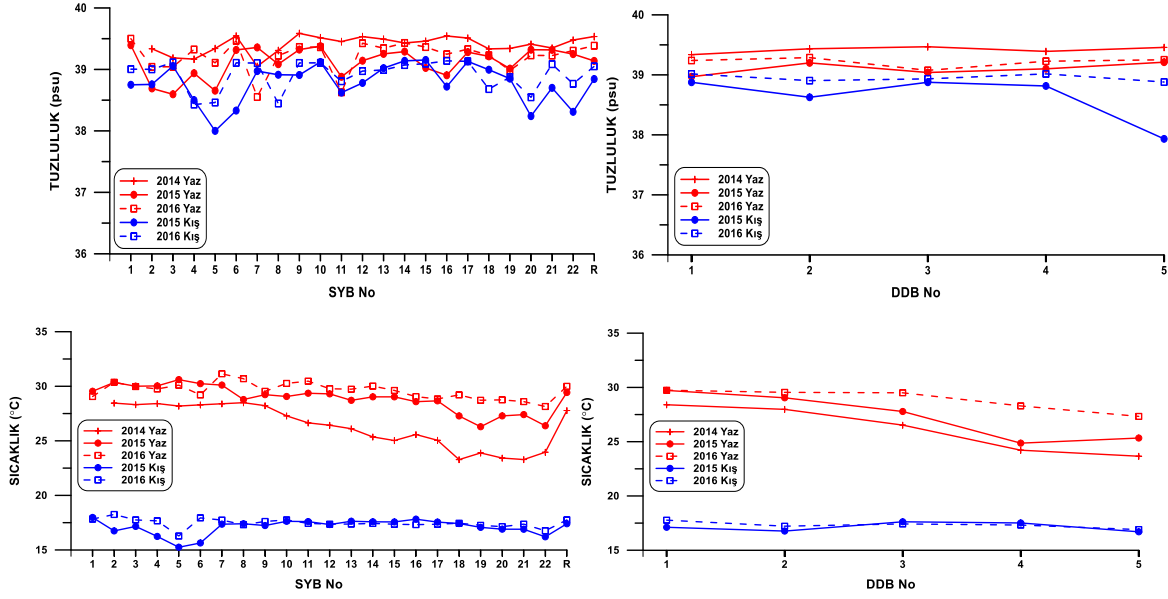 40
39
38
37
36
TUZLULUK (psu)
2014 Yaz
2015 Yaz
2016 Yaz
2015 Kış
2016 Kış
1 2 3 4 5 6 7 8 9 10 11 12 13 14 15 16 17 18 19 20 21 22 R
SYB No
40
39
38
37
36
TUZLULUK (psu)
2014 Yaz
2015 Yaz
2016 Yaz
2015 Kış
2016 Kış
1 2 3 4 5
DDB No
35
30
25
20
15
SICAKLIK (°C)
2014 Yaz
2015 Yaz
2016 Yaz
2015 Kış
2016 Kış
1 2 3 4 5 6 7 8 9 10 11 12 13 14 15 16 17 18 19 20 21 22 R
SYB No
35
30
25
20
15
SICAKLIK (°C)
2014 Yaz
2015 Yaz
2016 Yaz
2015 Kış
2016 Kış
1 2 3 4 5
DDB No